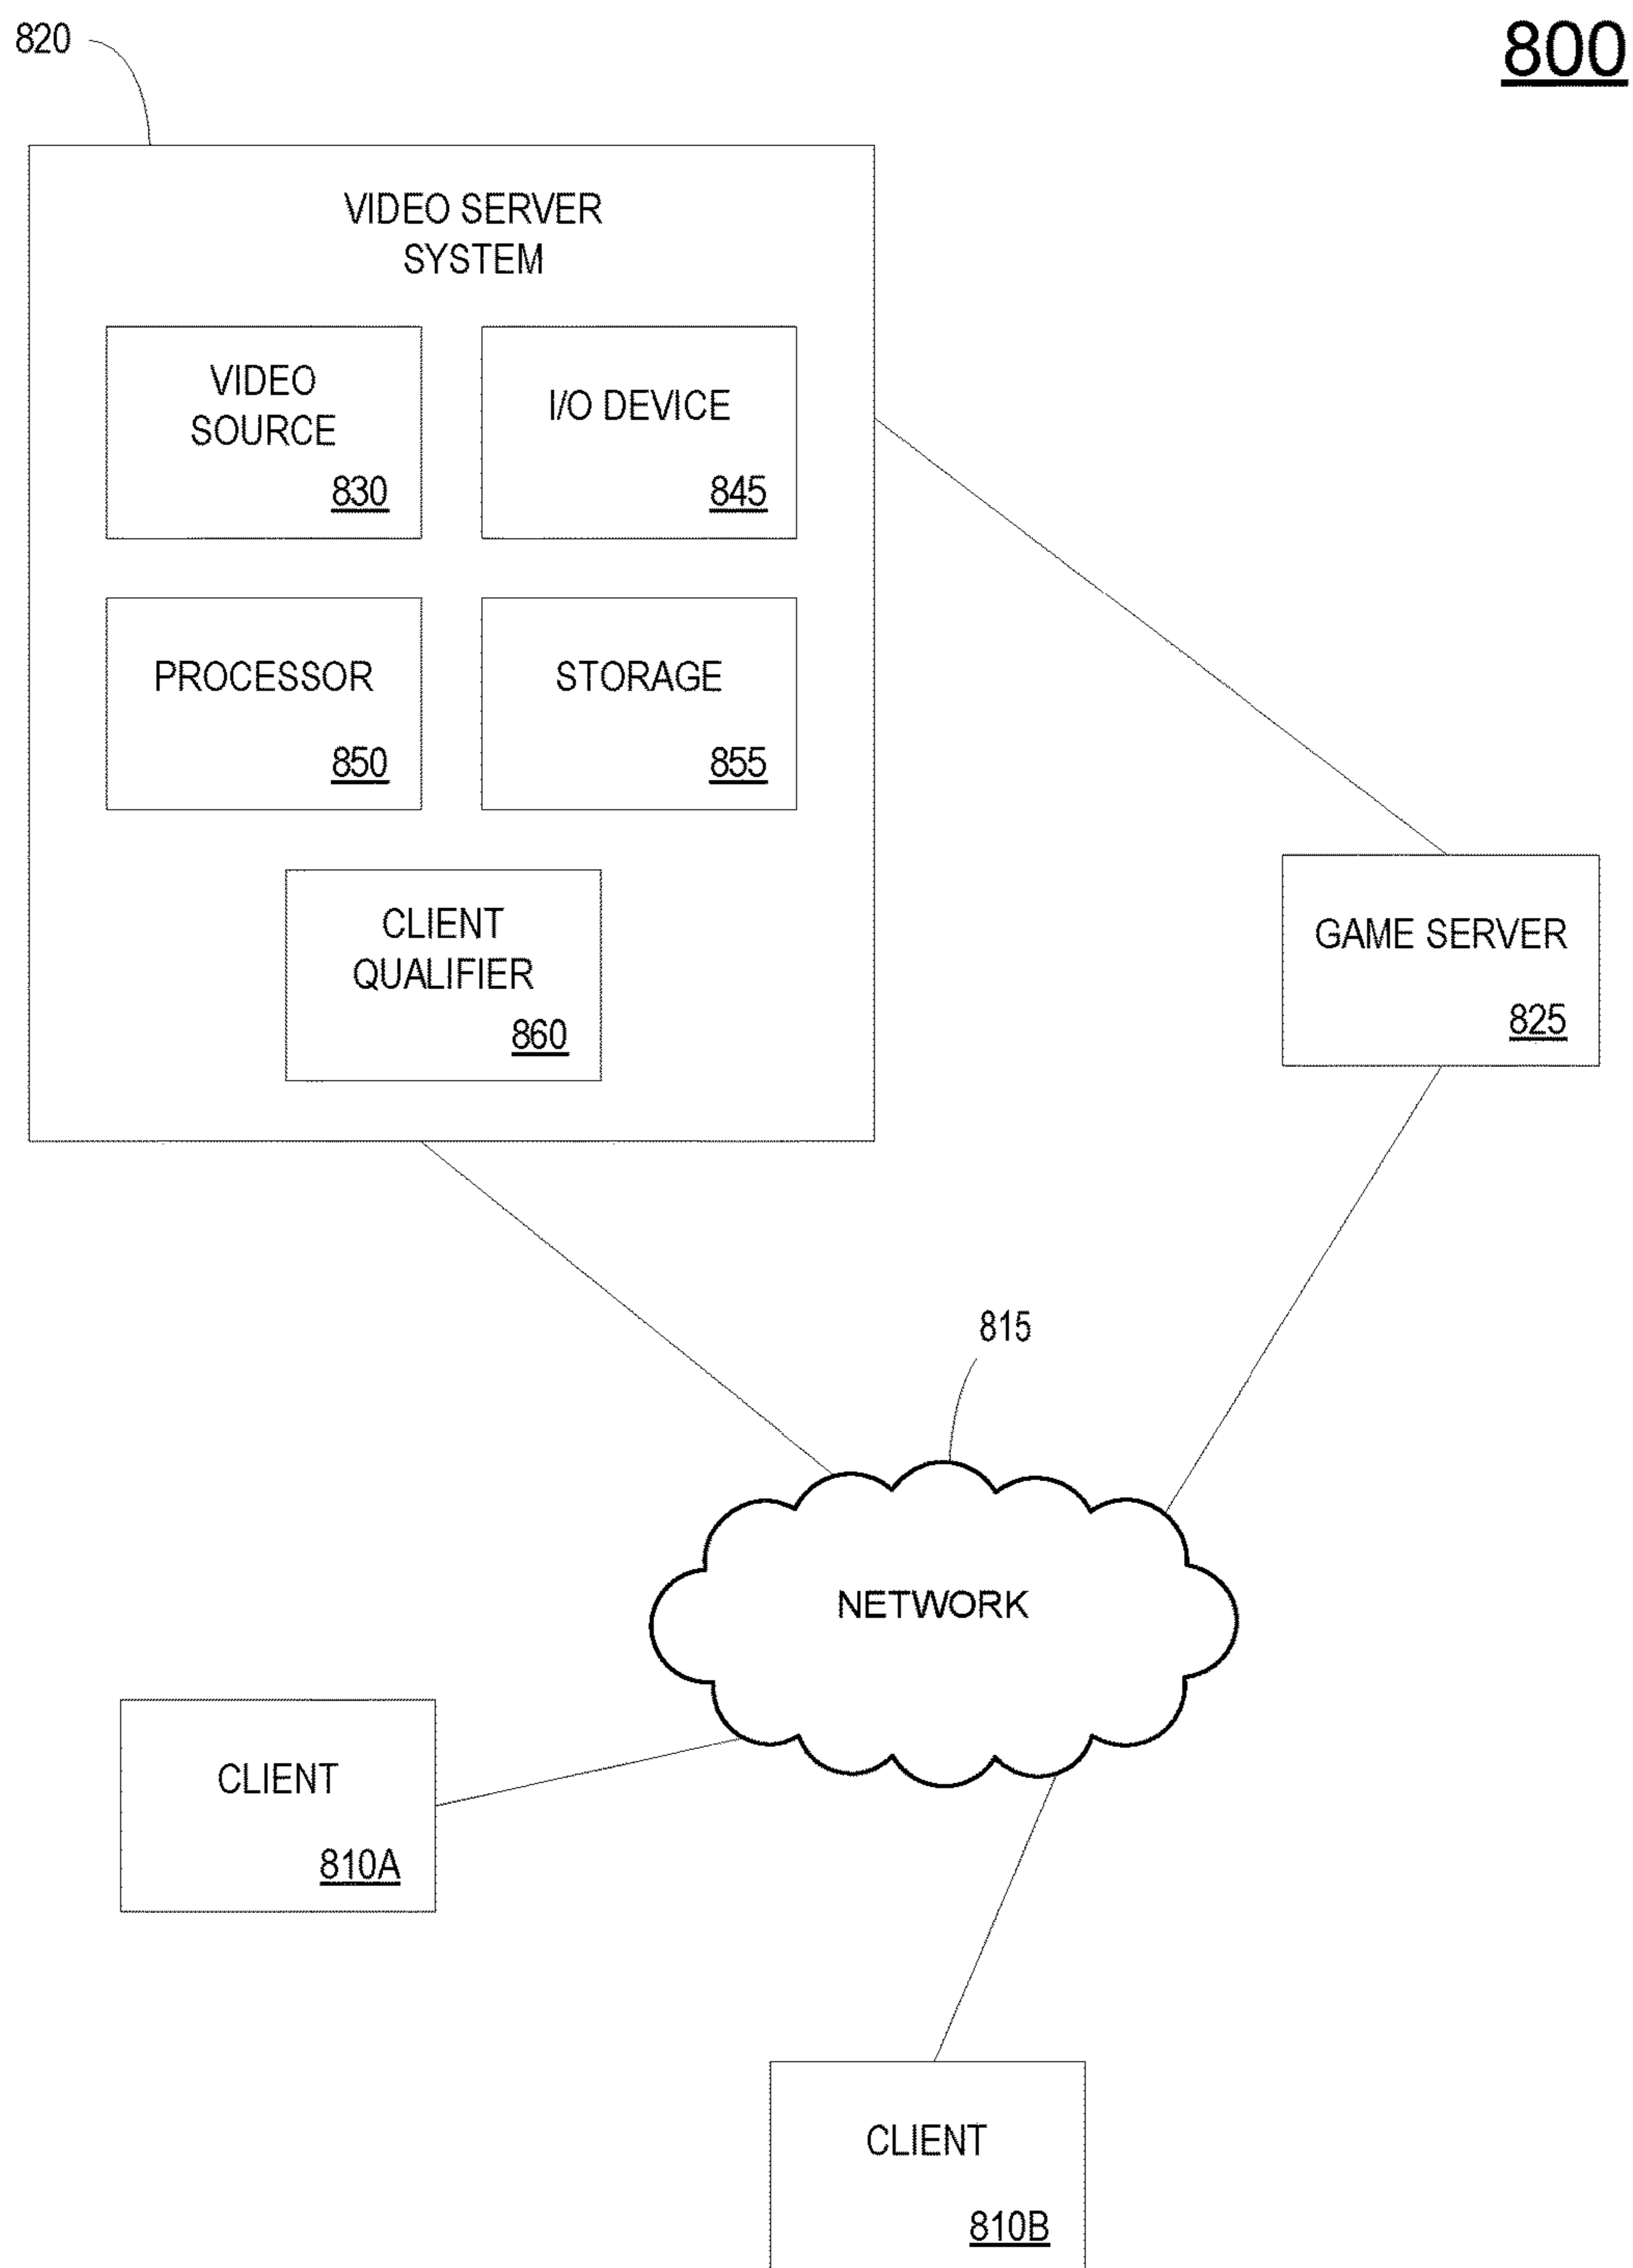 820
800
VIDEO SERVER
SYSTEM
VIDEO
SOURCE
830
I/O DEVICE
845
PROCESSOR
850
STORAGE
855
CLIENT
QUALIFIER
860
GAME SERVER
825
815
NETWORK
CLIENT
810A
CLIENT
810B